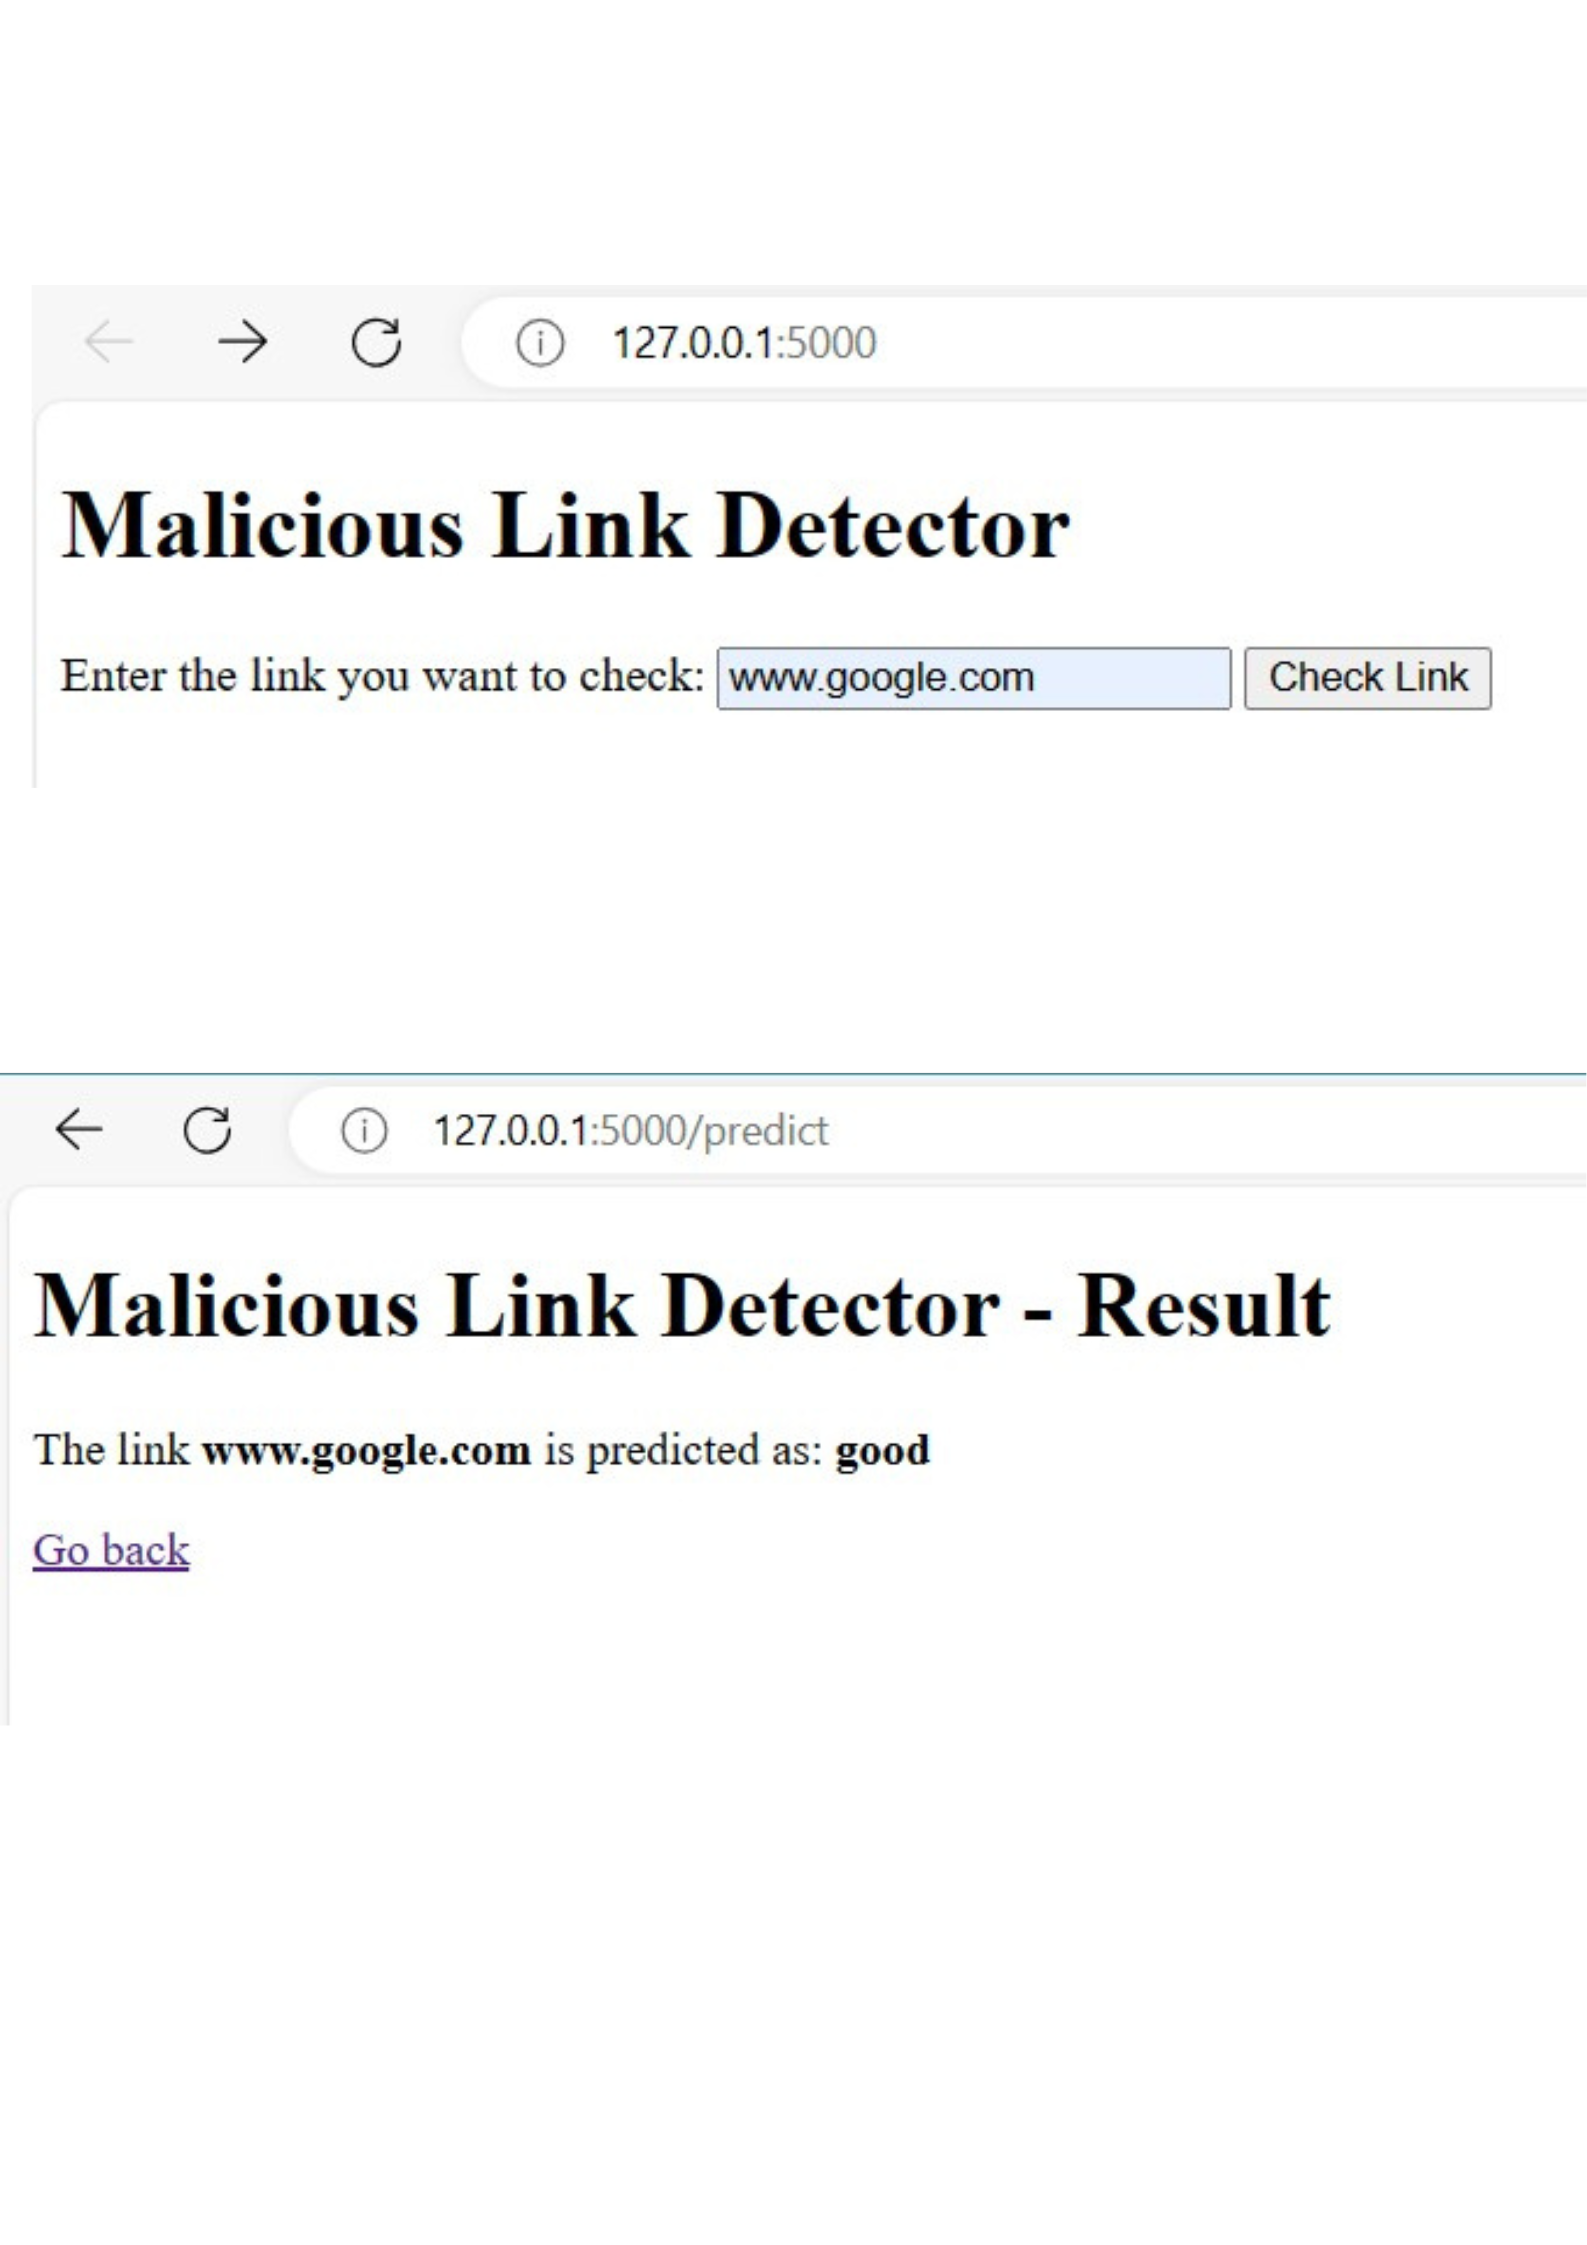 127.0.0.1:5000
Malicious Link Detector
Enter the link you want to check: www.google.com Check Link
127.0.0.1:5000/predict
Malicious Link Detector - Result
The link www.google.com is predicted as: good
Go back